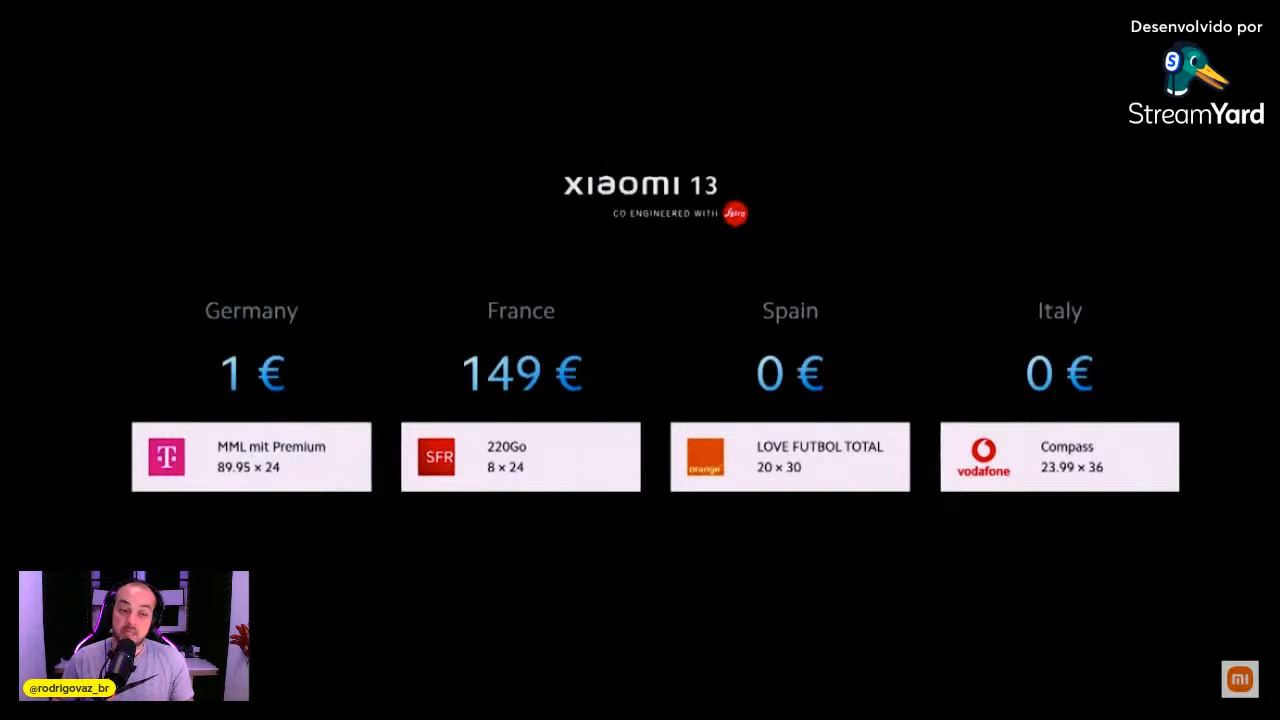 Desenvolvido por
S
StreamYard
xiaomi 13
CO ENGINEERED WITH Leica
Germany
France
Spain
Italy
1 €
149 €
0 €
0 €
T
MML mit Premium
89.95 × 24
SFR
220Go
8 × 24
orange
LOVE FUTBOL TOTAL
20 × 30
vodafone
Compass
23.99 × 36
@rodrigovaz_br
mi